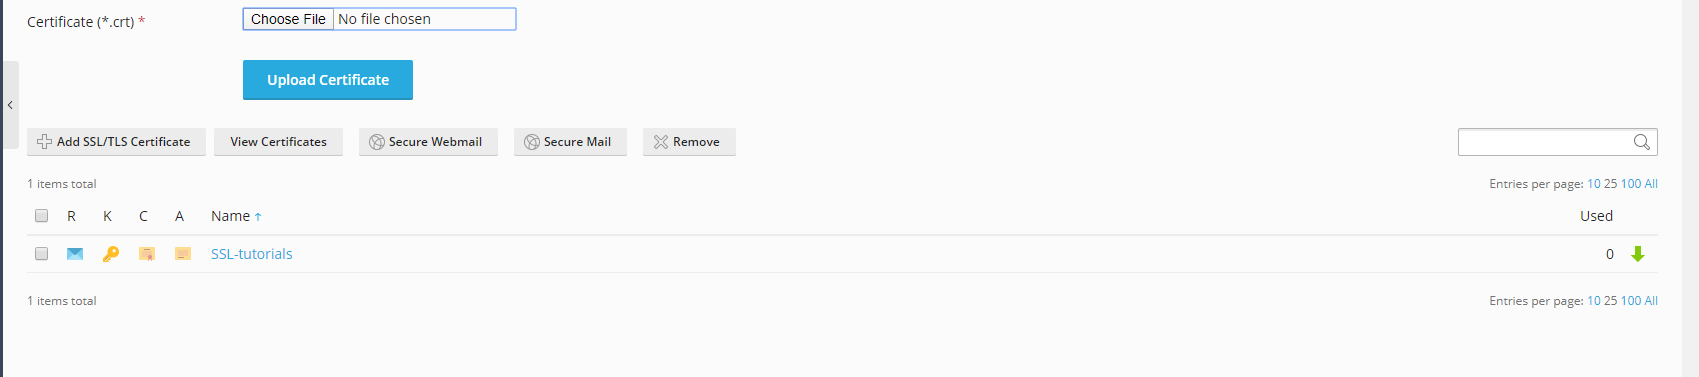 Certificate (*.crt) *
Choose File No file chosen
Upload Certificate
Add SSL/TLS Certificate View Certificates Secure Webmail Secure Mail Remove
1 items total Entries per page: 10 25 100 All
R K C A Name ↑ Used
SSL-tutorials 0
1 items total Entries per page: 10 25 100 All